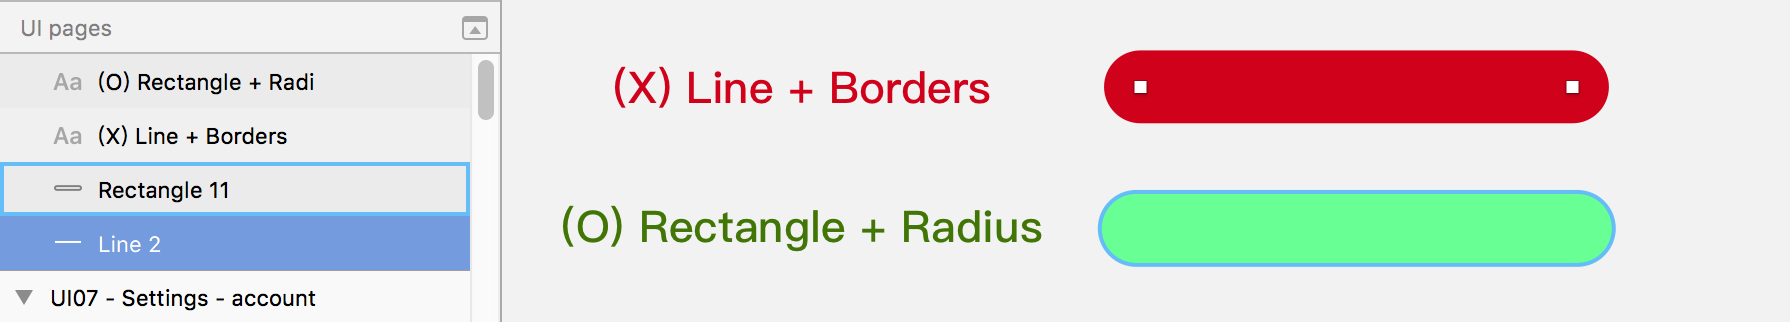 UI pages
Aa (O) Rectangle + Radi
Aa (X) Line + Borders
Rectangle 11
Line 2
UI07 - Settings - account
(X) Line + Borders
(O) Rectangle + Radius